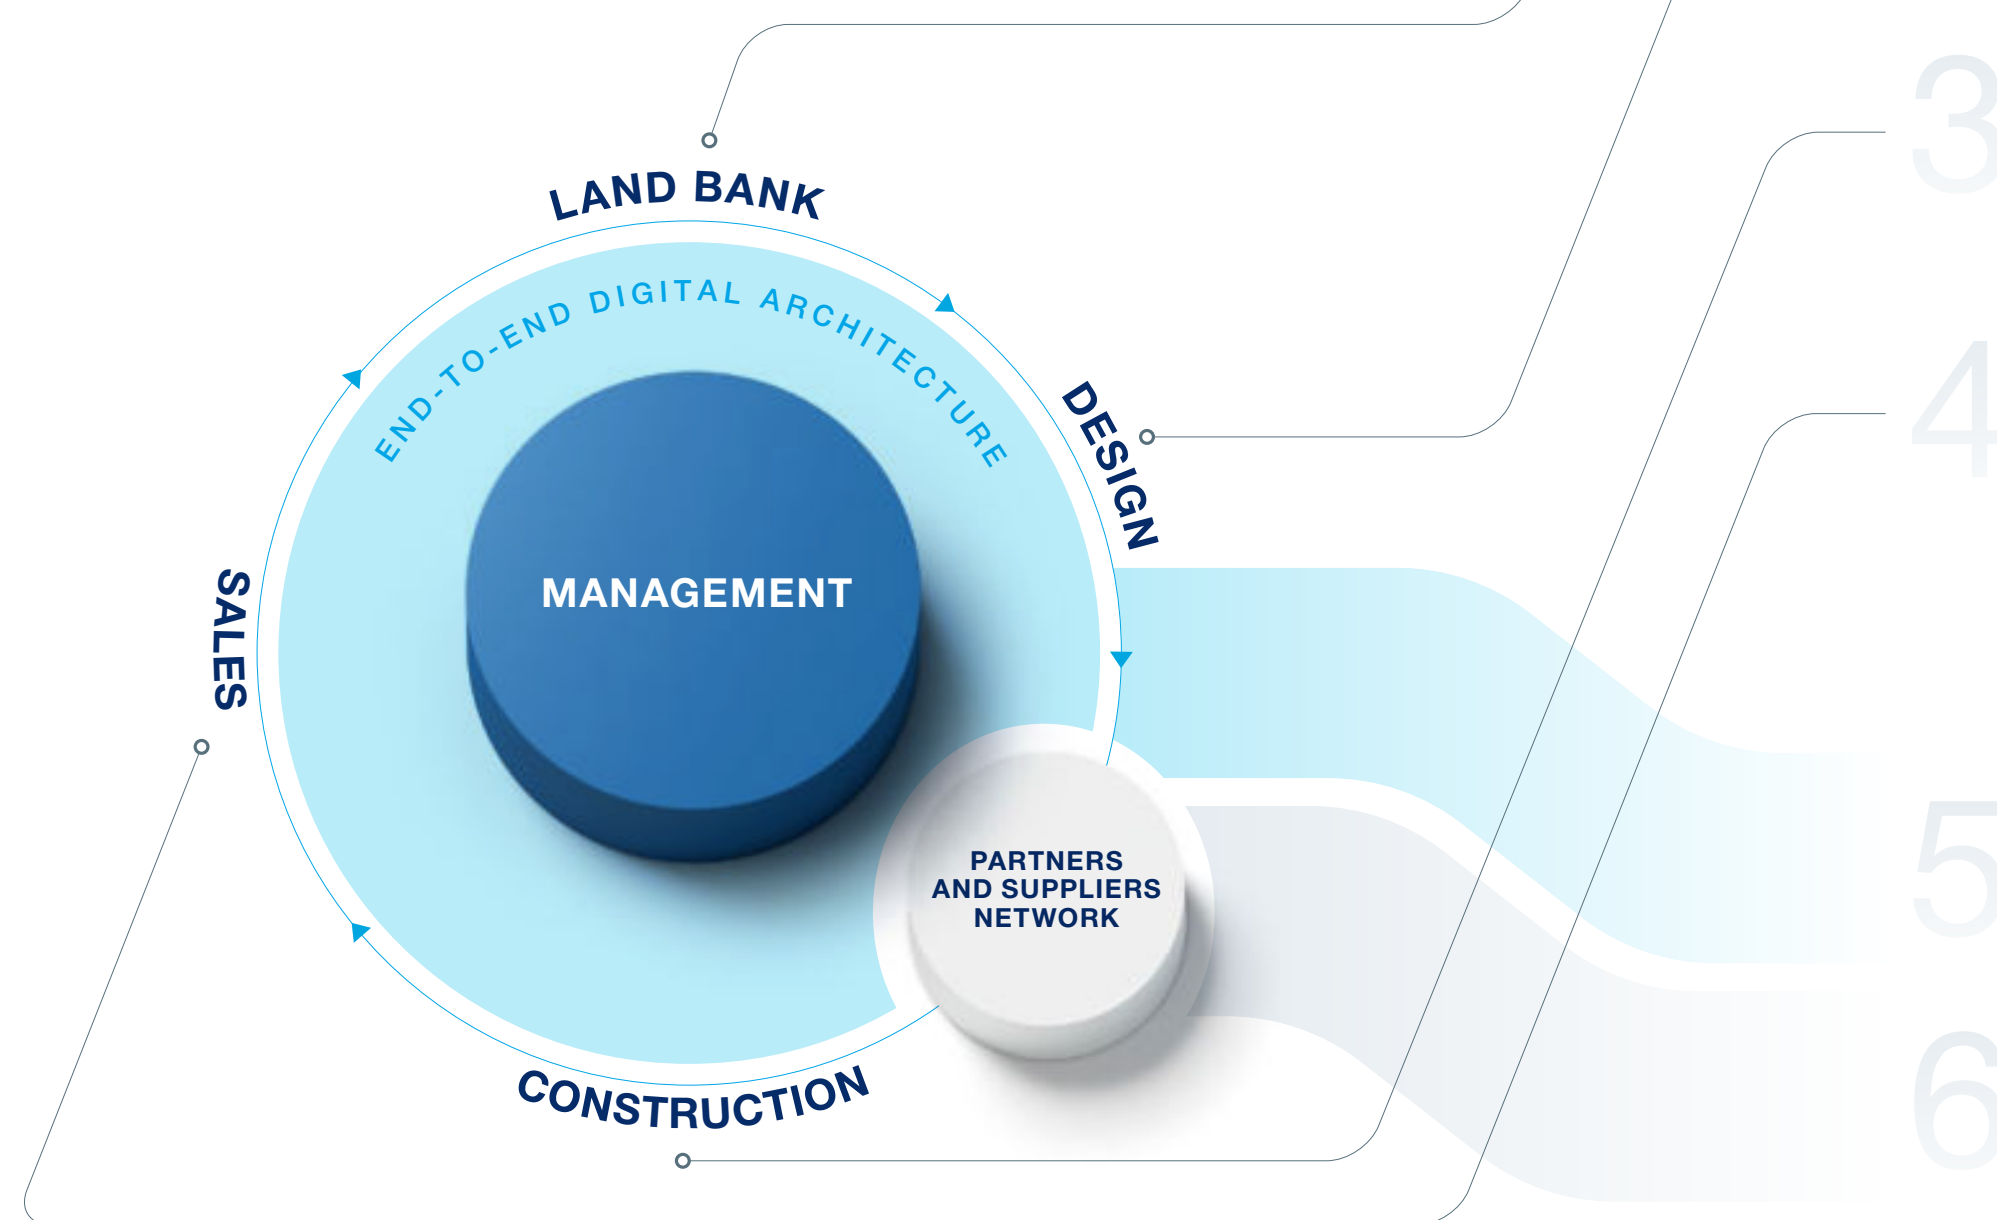 LAND BANK
END-TO-END DIGITAL ARCHITECTURE
DESIGN
MANAGEMENT
SALES
PARTNERS
AND SUPPLIERS
NETWORK
CONSTRUCTION
3
4
5
6